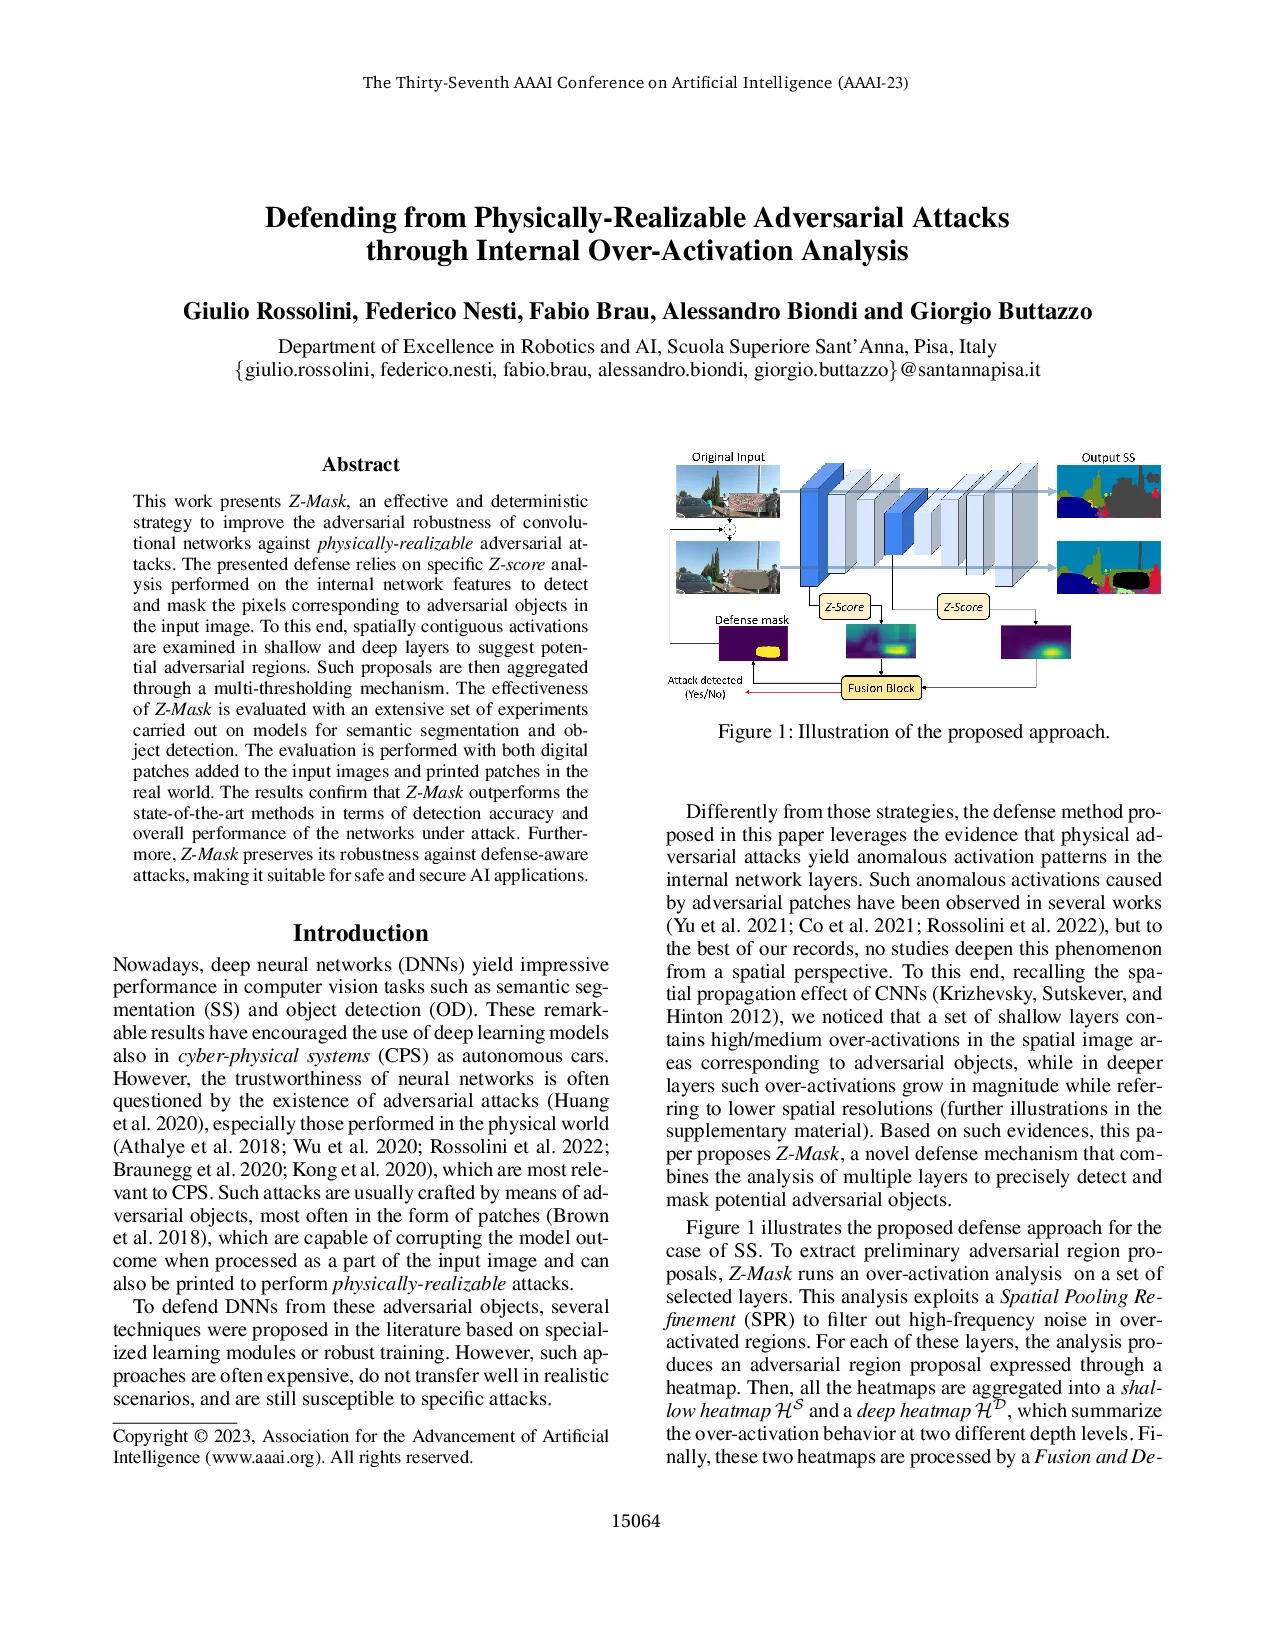 The Thirty-Seventh AAAI Conference on Artificial Intelligence (AAAI-23)
Defending from Physically-Realizable Adversarial Attacks
through Internal Over-Activation Analysis
Giulio Rossolini, Federico Nesti, Fabio Brau, Alessandro Biondi and Giorgio Buttazzo
Department of Excellence in Robotics and AI, Scuola Superiore Sant'Anna, Pisa, Italy
{giulio.rossolini, federico.nesti, fabio.brau, alessandro.biondi, giorgio.buttazzo}@santannapisa.it
Abstract
This work presents Z-Mask, an effective and deterministic
strategy to improve the adversarial robustness of convolu-
tional networks against physically-realizable adversarial at-
tacks. The presented defense relies on specific Z-score anal-
ysis performed on the internal network features to detect
and mask the pixels corresponding to adversarial objects in
the input image. To this end, spatially contiguous activations
are examined in shallow and deep layers to suggest poten-
tial adversarial regions. Such proposals are then aggregated
through a multi-thresholding mechanism. The effectiveness
of Z-Mask is evaluated with an extensive set of experiments
carried out on models for semantic segmentation and ob-
ject detection. The evaluation is performed with both digital
patches added to the input images and printed patches in the
real world. The results confirm that Z-Mask outperforms the
state-of-the-art methods in terms of detection accuracy and
overall performance of the networks under attack. Further-
more, Z-Mask preserves its robustness against defense-aware
attacks, making it suitable for safe and secure AI applications.
Introduction
Nowadays, deep neural networks (DNNs) yield impressive
performance in computer vision tasks such as semantic seg-
mentation (SS) and object detection (OD). These remark-
able results have encouraged the use of deep learning models
also in cyber-physical systems (CPS) as autonomous cars.
However, the trustworthiness of neural networks is often
questioned by the existence of adversarial attacks (Huang
et al. 2020), especially those performed in the physical world
(Athalye et al. 2018; Wu et al. 2020; Rossolini et al. 2022;
Braunegg et al. 2020; Kong et al. 2020), which are most rele-
vant to CPS. Such attacks are usually crafted by means of ad-
versarial objects, most often in the form of patches (Brown
et al. 2018), which are capable of corrupting the model out-
come when processed as a part of the input image and can
also be printed to perform physically-realizable attacks.
To defend DNNs from these adversarial objects, several
techniques were proposed in the literature based on special-
ized learning modules or robust training. However, such ap-
proaches are often expensive, do not transfer well in realistic
scenarios, and are still susceptible to specific attacks.
Copyright © 2023, Association for the Advancement of Artificial
Intelligence (www.aaai.org). All rights reserved.
Original Input
Output SS
Z-Score
Z-Score
Defense mask
Attack detected
(Yes/No)
Fusion Block
Figure 1: Illustration of the proposed approach.
Differently from those strategies, the defense method pro-
posed in this paper leverages the evidence that physical ad-
versarial attacks yield anomalous activation patterns in the
internal network layers. Such anomalous activations caused
by adversarial patches have been observed in several works
(Yu et al. 2021; Co et al. 2021; Rossolini et al. 2022), but to
the best of our records, no studies deepen this phenomenon
from a spatial perspective. To this end, recalling the spa-
tial propagation effect of CNNs (Krizhevsky, Sutskever, and
Hinton 2012), we noticed that a set of shallow layers con-
tains high/medium over-activations in the spatial image ar-
eas corresponding to adversarial objects, while in deeper
layers such over-activations grow in magnitude while refer-
ring to lower spatial resolutions (further illustrations in the
supplementary material). Based on such evidences, this pa-
per proposes Z-Mask, a novel defense mechanism that com-
bines the analysis of multiple layers to precisely detect and
mask potential adversarial objects.
Figure 1 illustrates the proposed defense approach for the
case of SS. To extract preliminary adversarial region pro-
posals, Z-Mask runs an over-activation analysis on a set of
selected layers. This analysis exploits a Spatial Pooling Re-
finement (SPR) to filter out high-frequency noise in over-
activated regions. For each of these layers, the analysis pro-
duces an adversarial region proposal expressed through a
heatmap. Then, all the heatmaps are aggregated into a shal-
low heatmap ℋ^𝒮 and a deep heatmap ℋ^𝒟, which summarize
the over-activation behavior at two different depth levels. Fi-
nally, these two heatmaps are processed by a Fusion and De-
15064